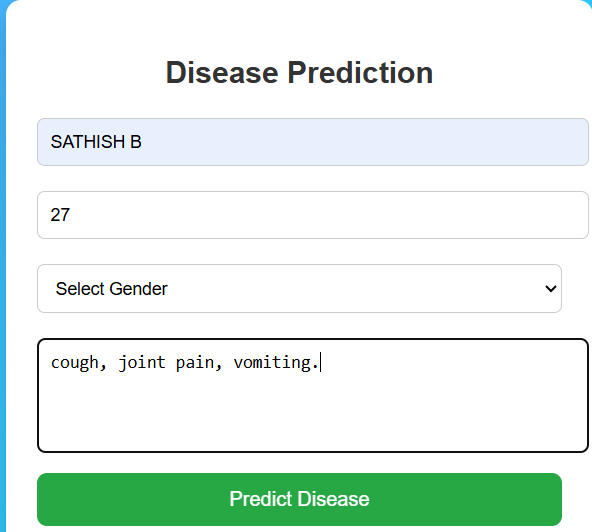 Disease Prediction
SATHISH B
27
Select Gender
cough, joint pain, vomiting.
Predict Disease